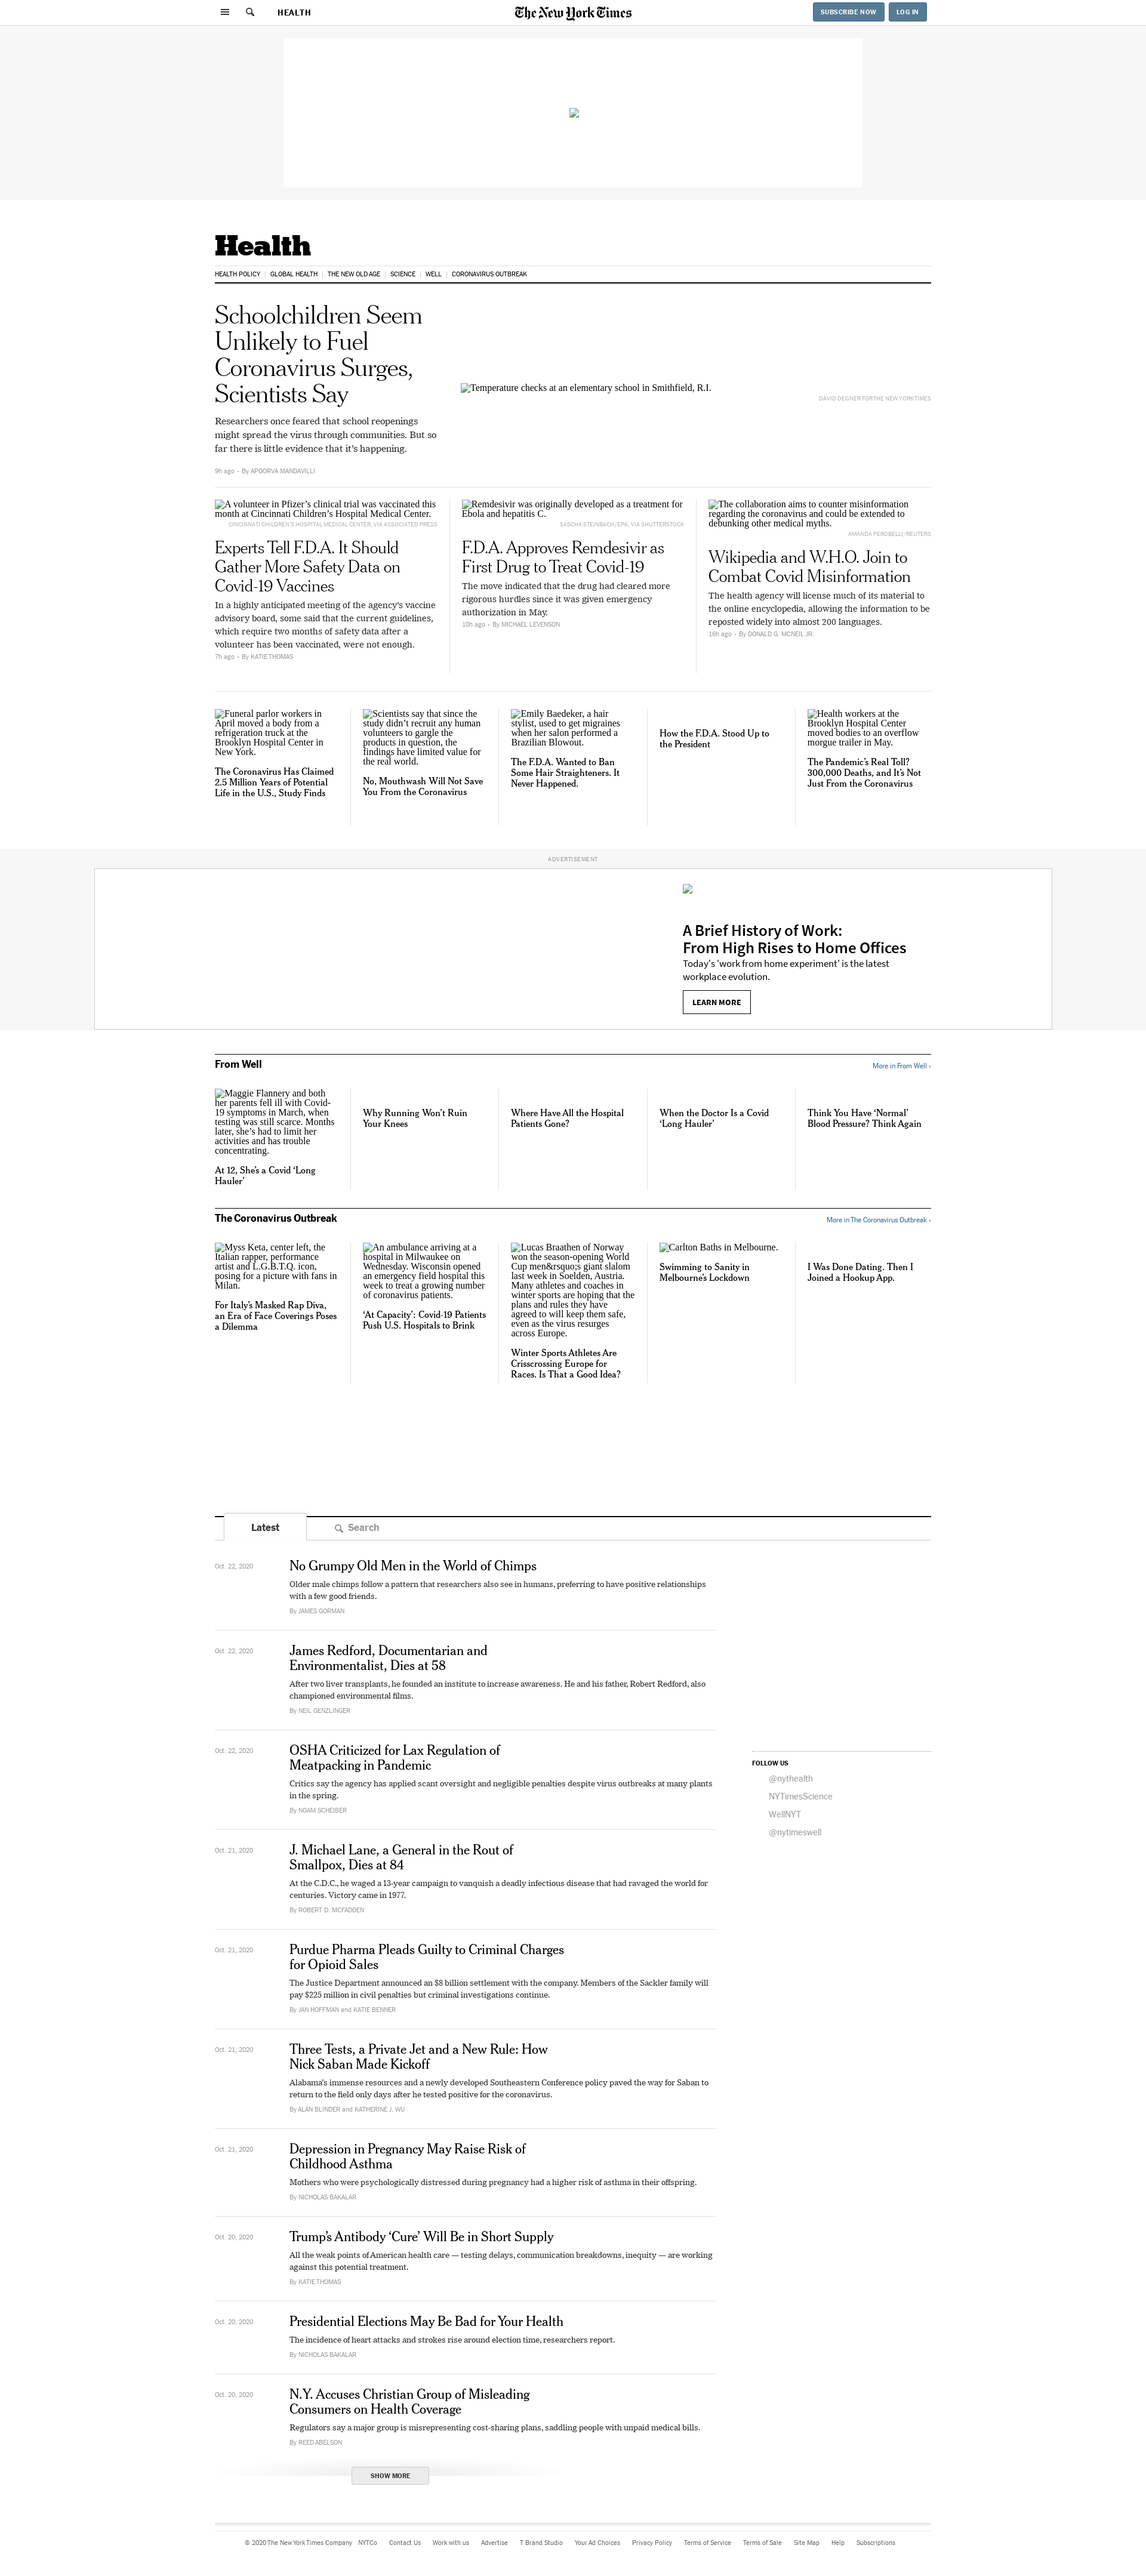 HEALTH
The New York Times
SUBSCRIBE NOW
LOG IN
Health
HEALTH POLICY
GLOBAL HEALTH
THE NEW OLD AGE
SCIENCE
WELL
CORONAVIRUS OUTBREAK
Schoolchildren Seem
Unlikely to Fuel
Coronavirus Surges,
Scientists Say
Researchers once feared that school reopenings
might spread the virus through communities. But so
far there is little evidence that it's happening.
9h ago - By APOORVA MANDAVILLI
Temperature checks at an elementary school in Smithfield, R.I.
DAVID DEGNER FOR THE NEW YORK TIMES
A volunteer in Pfizer's clinical trial was vaccinated this
month at Cincinnati Children's Hospital Medical Center.
CINCINNATI CHILDREN'S HOSPITAL MEDICAL CENTER, VIA ASSOCIATED PRESS
Experts Tell F.D.A. It Should
Gather More Safety Data on
Covid-19 Vaccines
In a highly anticipated meeting of the agency's vaccine
advisory board, some said that the current guidelines,
which require two months of safety data after a
volunteer has been vaccinated, were not enough.
7h ago - By KATIE THOMAS
Remdesivir was originally developed as a treatment for
Ebola and hepatitis C.
SASCHA STEINBACH/EPA, VIA SHUTTERSTOCK
F.D.A. Approves Remdesivir as
First Drug to Treat Covid-19
The move indicated that the drug had cleared more
rigorous hurdles since it was given emergency
authorization in May.
10h ago - By MICHAEL LEVENSON
The collaboration aims to counter misinformation
regarding the coronavirus and could be extended to
debunking other medical myths.
AMANDA PEROBELLI/REUTERS
Wikipedia and W.H.O. Join to
Combat Covid Misinformation
The health agency will license much of its material to
the online encyclopedia, allowing the information to be
reposted widely into almost 200 languages.
16h ago - By DONALD G. MCNEIL JR.
Funeral parlor workers in
April moved a body from a
refrigeration truck at the
Brooklyn Hospital Center in
New York.
The Coronavirus Has Claimed
2.5 Million Years of Potential
Life in the U.S., Study Finds
Scientists say that since the
study didn't recruit any human
volunteers to gargle the
products in question, the
findings have limited value for
the real world.
No, Mouthwash Will Not Save
You From the Coronavirus
Emily Baedeker, a hair
stylist, used to get migraines
when her salon performed a
Brazilian Blowout.
The F.D.A. Wanted to Ban
Some Hair Straighteners. It
Never Happened.
How the F.D.A. Stood Up to
the President
Health workers at the
Brooklyn Hospital Center
moved bodies to an overflow
morgue trailer in May.
The Pandemic's Real Toll?
300,000 Deaths, and It's Not
Just From the Coronavirus
ADVERTISEMENT
A Brief History of Work:
From High Rises to Home Offices
Today's 'work from home experiment' is the latest
workplace evolution.
LEARN MORE
From Well
More in From Well ›
Maggie Flannery and both
her parents fell ill with Covid-
19 symptoms in March, when
testing was still scarce. Months
later, she's had to limit her
activities and has trouble
concentrating.
At 12, She's a Covid 'Long
Hauler'
Why Running Won't Ruin
Your Knees
Where Have All the Hospital
Patients Gone?
When the Doctor Is a Covid
'Long Hauler'
Think You Have 'Normal'
Blood Pressure? Think Again
The Coronavirus Outbreak
More in The Coronavirus Outbreak ›
Myss Keta, center left, the
Italian rapper, performance
artist and L.G.B.T.Q. icon,
posing for a picture with fans in
Milan.
For Italy's Masked Rap Diva,
an Era of Face Coverings Poses
a Dilemma
An ambulance arriving at a
hospital in Milwaukee on
Wednesday. Wisconsin opened
an emergency field hospital this
week to treat a growing number
of coronavirus patients.
'At Capacity': Covid-19 Patients
Push U.S. Hospitals to Brink
Lucas Braathen of Norway
won the season-opening World
Cup men&rsquo;s giant slalom
last week in Soelden, Austria.
Many athletes and coaches in
winter sports are hoping that the
plans and rules they have
agreed to will keep them safe,
even as the virus resurges
across Europe.
Winter Sports Athletes Are
Crisscrossing Europe for
Races. Is That a Good Idea?
Carlton Baths in Melbourne.
Swimming to Sanity in
Melbourne's Lockdown
I Was Done Dating. Then I
Joined a Hookup App.
Latest
Search
Oct. 22, 2020
No Grumpy Old Men in the World of Chimps
Older male chimps follow a pattern that researchers also see in humans, preferring to have positive relationships
with a few good friends.
By JAMES GORMAN
Oct. 22, 2020
James Redford, Documentarian and
Environmentalist, Dies at 58
After two liver transplants, he founded an institute to increase awareness. He and his father, Robert Redford, also
championed environmental films.
By NEIL GENZLINGER
Oct. 22, 2020
OSHA Criticized for Lax Regulation of
Meatpacking in Pandemic
Critics say the agency has applied scant oversight and negligible penalties despite virus outbreaks at many plants
in the spring.
By NOAM SCHEIBER
FOLLOW US
@nythealth
NYTimesScience
WellNYT
@nytimeswell
Oct. 21, 2020
J. Michael Lane, a General in the Rout of
Smallpox, Dies at 84
At the C.D.C., he waged a 13-year campaign to vanquish a deadly infectious disease that had ravaged the world for
centuries. Victory came in 1977.
By ROBERT D. MCFADDEN
Oct. 21, 2020
Purdue Pharma Pleads Guilty to Criminal Charges
for Opioid Sales
The Justice Department announced an $8 billion settlement with the company. Members of the Sackler family will
pay $225 million in civil penalties but criminal investigations continue.
By JAN HOFFMAN and KATIE BENNER
Oct. 21, 2020
Three Tests, a Private Jet and a New Rule: How
Nick Saban Made Kickoff
Alabama's immense resources and a newly developed Southeastern Conference policy paved the way for Saban to
return to the field only days after he tested positive for the coronavirus.
By ALAN BLINDER and KATHERINE J. WU
Oct. 21, 2020
Depression in Pregnancy May Raise Risk of
Childhood Asthma
Mothers who were psychologically distressed during pregnancy had a higher risk of asthma in their offspring.
By NICHOLAS BAKALAR
Oct. 20, 2020
Trump's Antibody 'Cure' Will Be in Short Supply
All the weak points of American health care — testing delays, communication breakdowns, inequity — are working
against this potential treatment.
By KATIE THOMAS
Oct. 20, 2020
Presidential Elections May Be Bad for Your Health
The incidence of heart attacks and strokes rise around election time, researchers report.
By NICHOLAS BAKALAR
Oct. 20, 2020
N.Y. Accuses Christian Group of Misleading
Consumers on Health Coverage
Regulators say a major group is misrepresenting cost-sharing plans, saddling people with unpaid medical bills.
By REED ABELSON
SHOW MORE
© 2020 The New York Times Company NYTCo Contact Us Work with us Advertise T Brand Studio Your Ad Choices Privacy Policy Terms of Service Terms of Sale Site Map Help Subscriptions